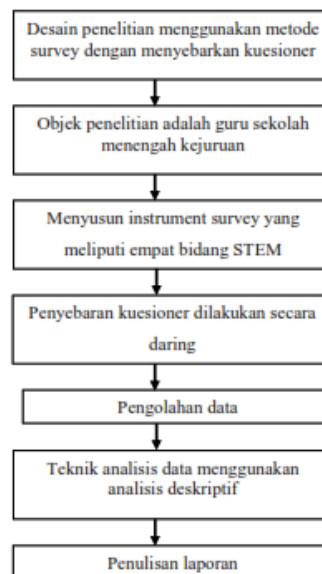 Desain penelitian menggunakan metode
survey dengan menyebarkan kuesioner
Objek penelitian adalah guru sekolah
menengah kejuruan
Menyusun instrument survey yang
meliputi empat bidang STEM
Penyebaran kuesioner dilakukan secara
daring
Pengolahan data
Teknik analisis data menggunakan
analisis deskriptif
Penulisan laporan